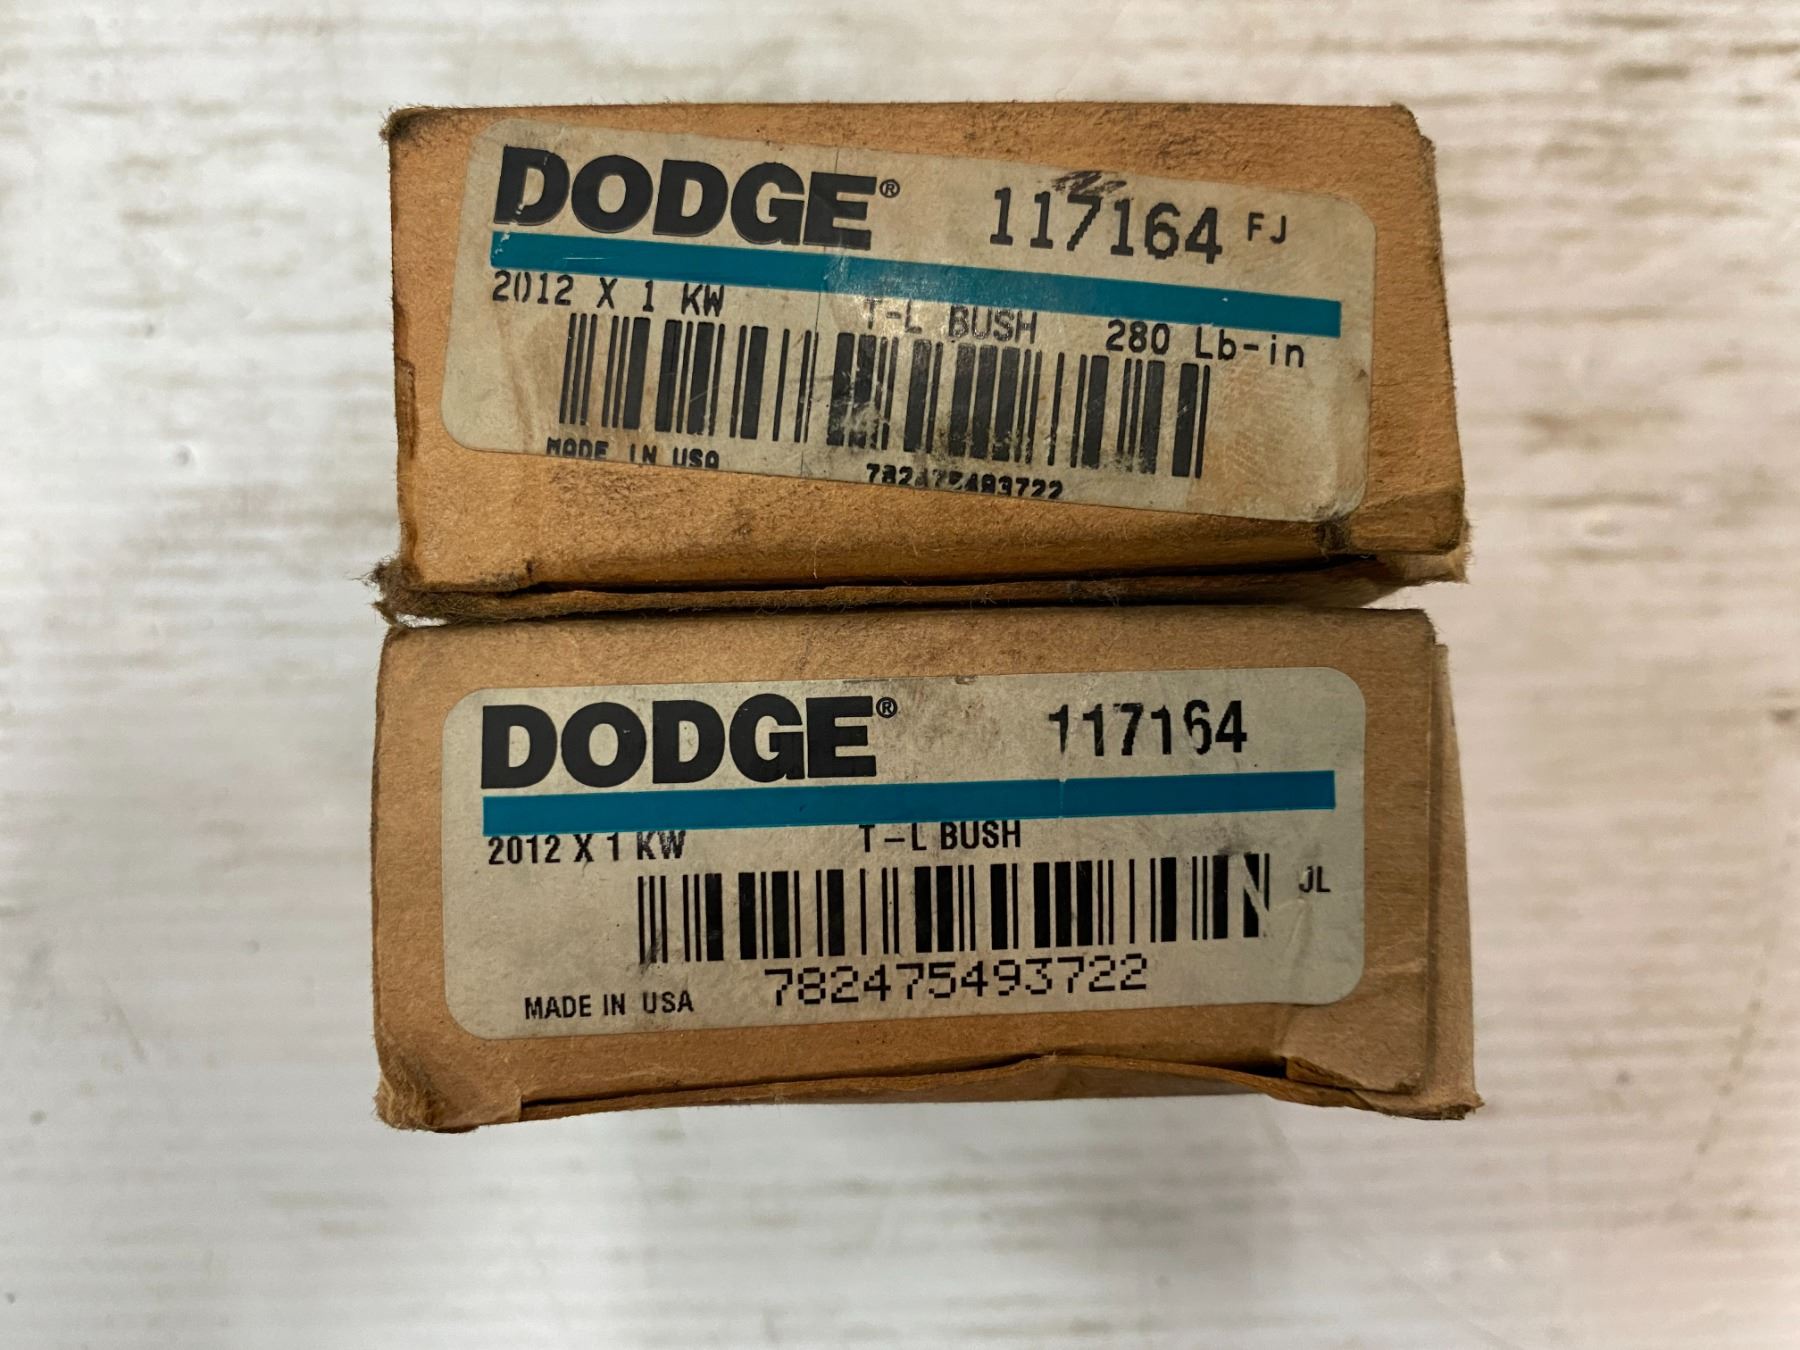 DODGE® 117164 FJ
2012 X 1 KW T-L BUSH 280 Lb-in
MADE IN USA 782475493722
DODGE® 117164
2012 X 1 KW T-L BUSH
JL
MADE IN USA 782475493722